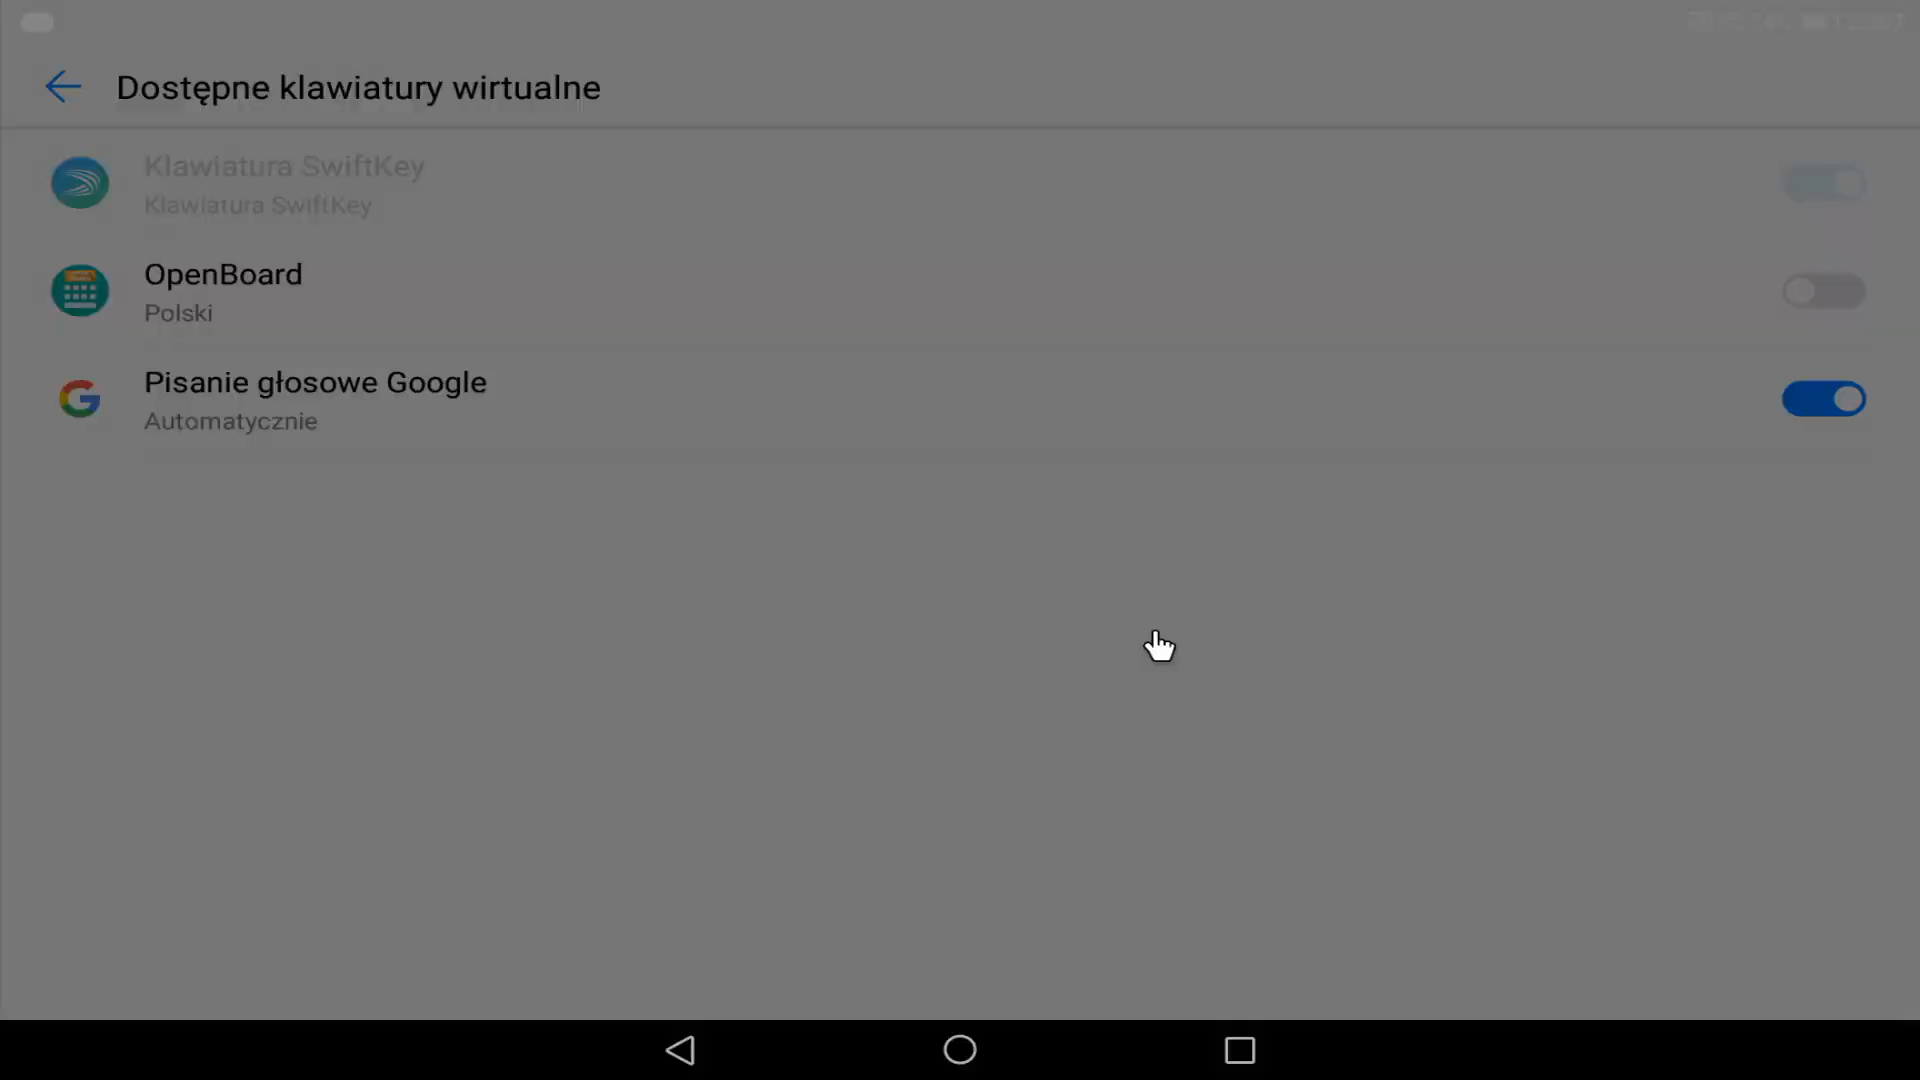 Dostępne klawiatury wirtualne
Klawiatura SwiftKey
Klawiatura SwiftKey
OpenBoard
Polski
Pisanie głosowe Google
Automatycznie